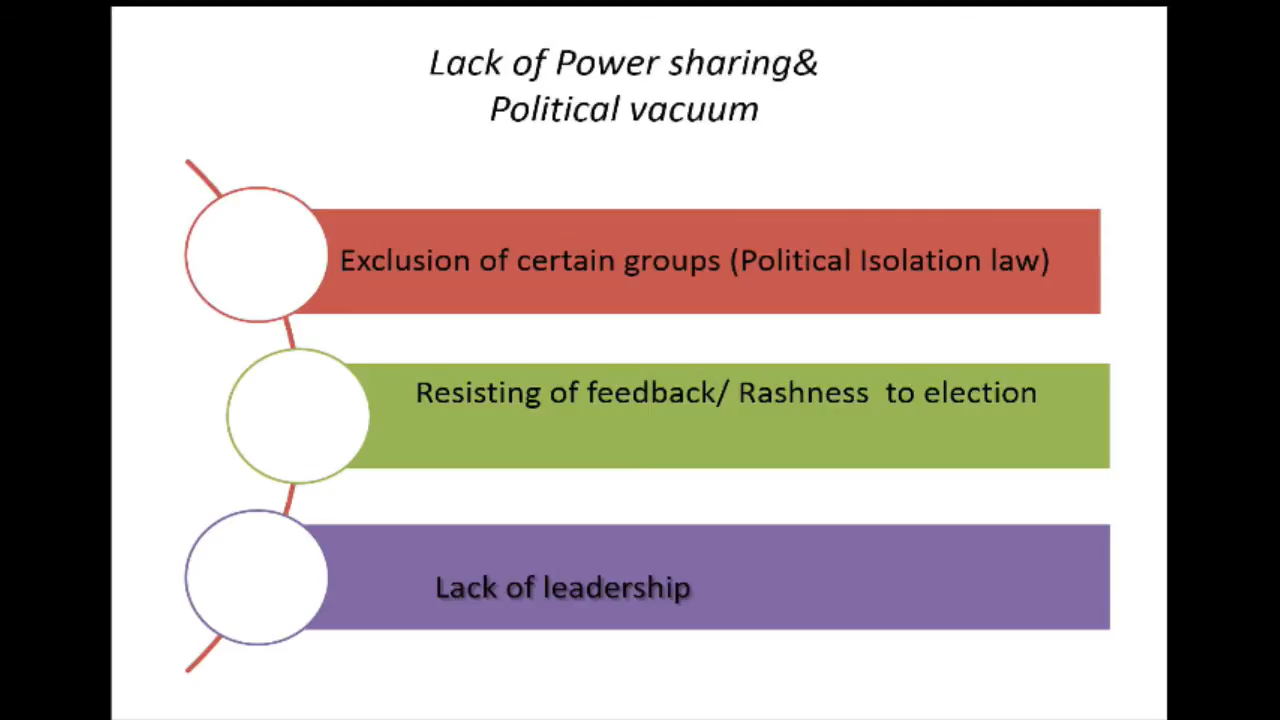 Lack of Power sharing&
Political vacuum
Exclusion of certain groups (Political Isolation law)
Resisting of feedback/ Rashness  to election
Lack of leadership